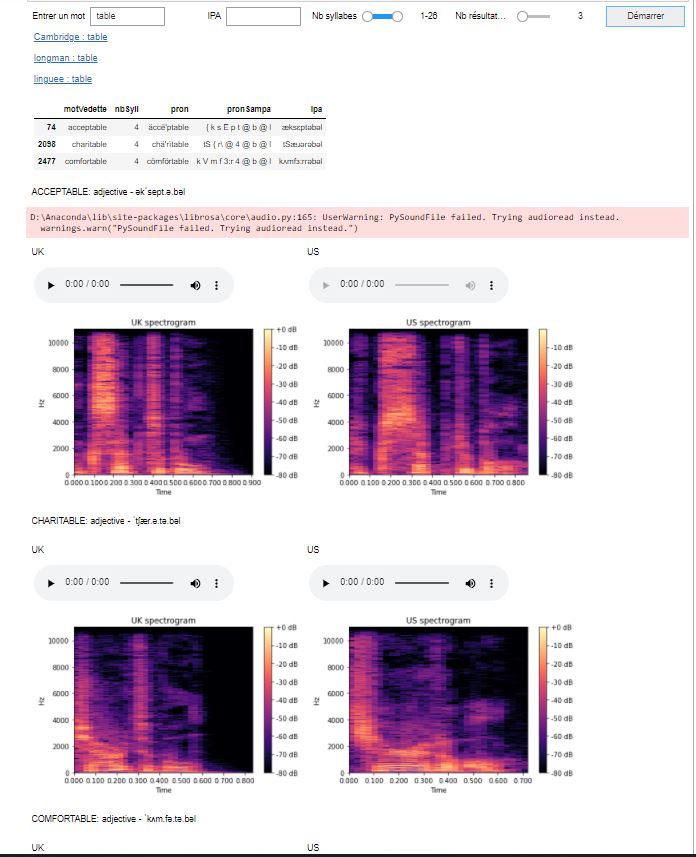 Entrer un mot table IPA Nb syllabes 1-26 Nb résultat... 3 Démarrer
Cambridge : table
longman : table
linguee : table
motVedette nbSyll pron pronSampa ipa
74 acceptable 4 accë'ptable { k s E p t @ b @ l ækseptəbəl
2098 charitable 4 chă'ritable
2477 comfortable 4 cömförtable k V m f 3:r 4 @ b @ l
ACCEPTABLE: adjective - əkˈsept.ə.bəl
D:\Anaconda\lib\site-packages\librosa\core\audio.py:165: UserWarning: PySoundFile failed. Trying audioread instead.
warnings.warn("PySoundFile failed. Trying audioread instead.")
UK US
0:00 / 0:00 0:00 / 0:00
UK spectrogram US spectrogram
+0 dB
10000 -10 dB 10000 -10 dB
-20 dB -20 dB
8000 -30 dB 8000 -30 dB
6000 -40 dB 6000 -40 dB
Hz Hz
4000 -50 dB 4000 -50 dB
-60 dB -60 dB
2000 -70 dB 2000 -70 dB
0 -80 dB 0 -80 dB
0.000 0.100 0.200 0.300 0.400 0.500 0.600 0.700 0.800 0.900 0.000 0.100 0.200 0.300 0.400 0.500 0.600 0.700 0.800
Time Time
CHARITABLE: adjective - ˈtʃær.ə.tə.bəl
UK US
0:00 / 0:00 0:00 / 0:00
UK spectrogram US spectrogram
+0 dB +0 dB
10000 -10 dB 10000 -10 dB
-20 dB -20 dB
8000 -30 dB 8000 -30 dB
6000 -40 dB 6000 -40 dB
Hz Hz
4000 -50 dB 4000 -50 dB
-60 dB -60 dB
2000 -70 dB 2000 -70 dB
0 -80 dB 0 -80 dB
0.000 0.100 0.200 0.300 0.400 0.500 0.600 0.700 0.800 0.000 0.100 0.200 0.300 0.400 0.500 0.600 0.700
Time Time
COMFORTABLE: adjective - ˈkʌm.fə.tə.bəl
UK US